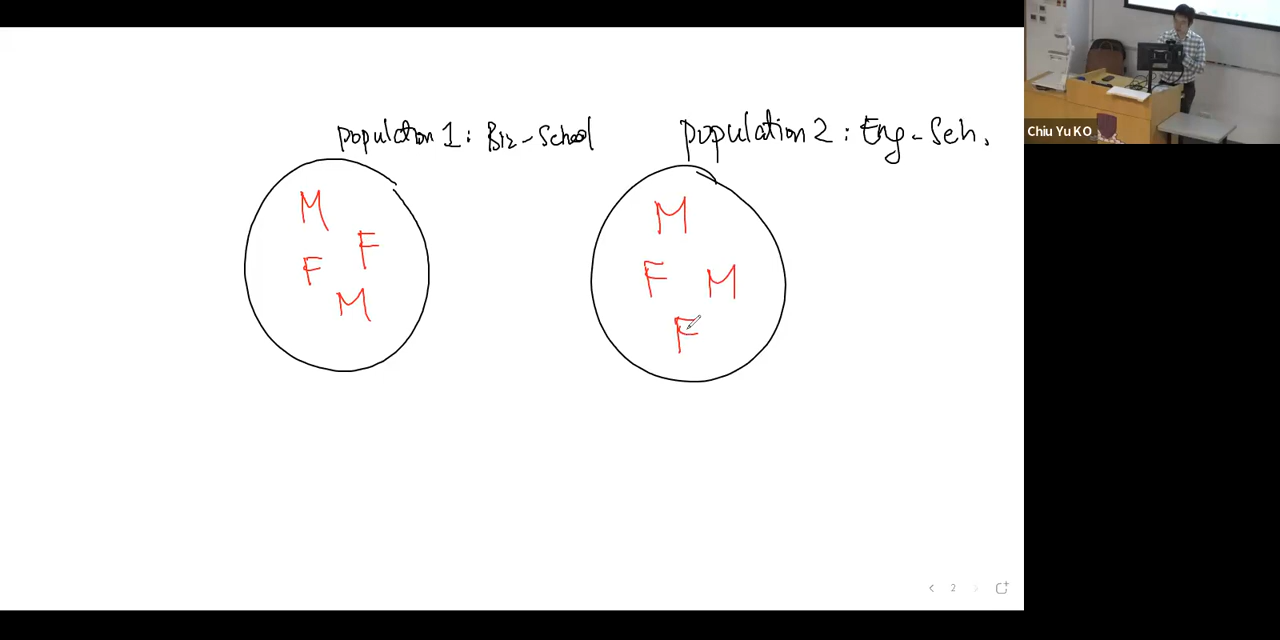 population 1 : Biz-School
population 2 : Eng-Sch.
M
F
F
M
M
F
M
F
Chiu Yu KO
2